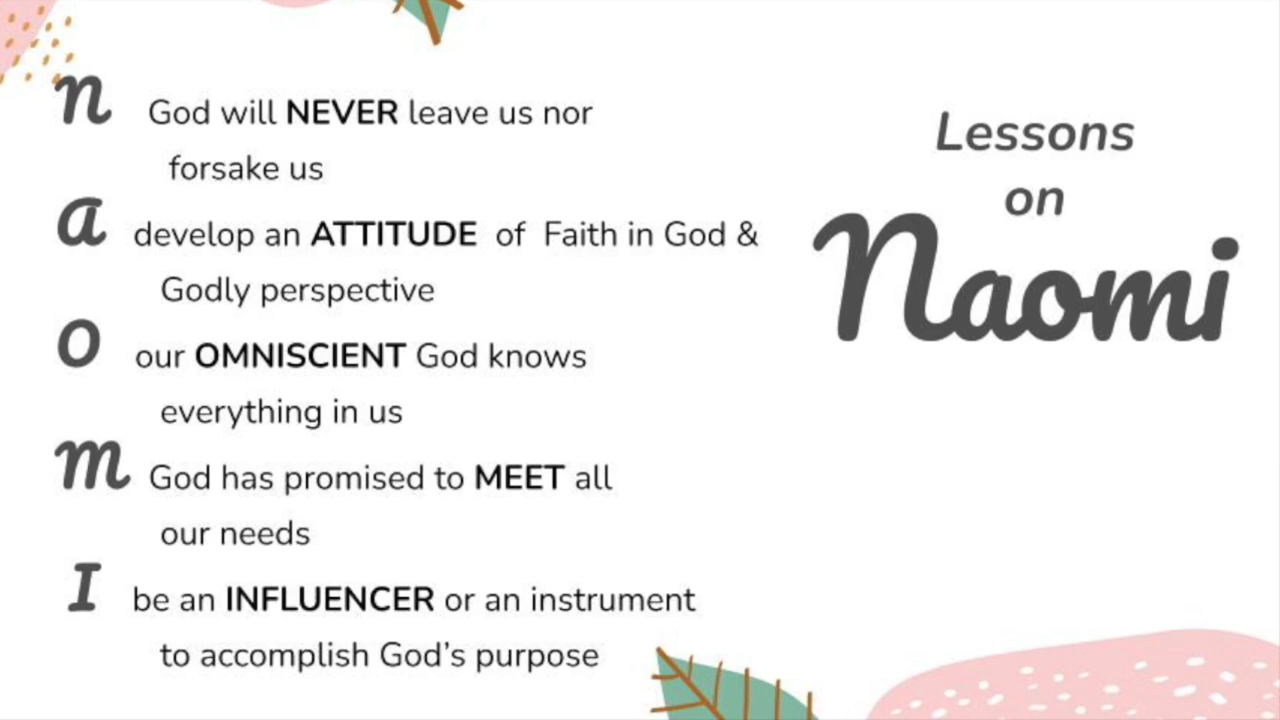 n God will NEVER leave us nor
forsake us
a develop an ATTITUDE of Faith in God &
Godly perspective
o our OMNISCIENT God knows
everything in us
m God has promised to MEET all
our needs
I be an INFLUENCER or an instrument
to accomplish God's purpose
Lessons
on
Naomi